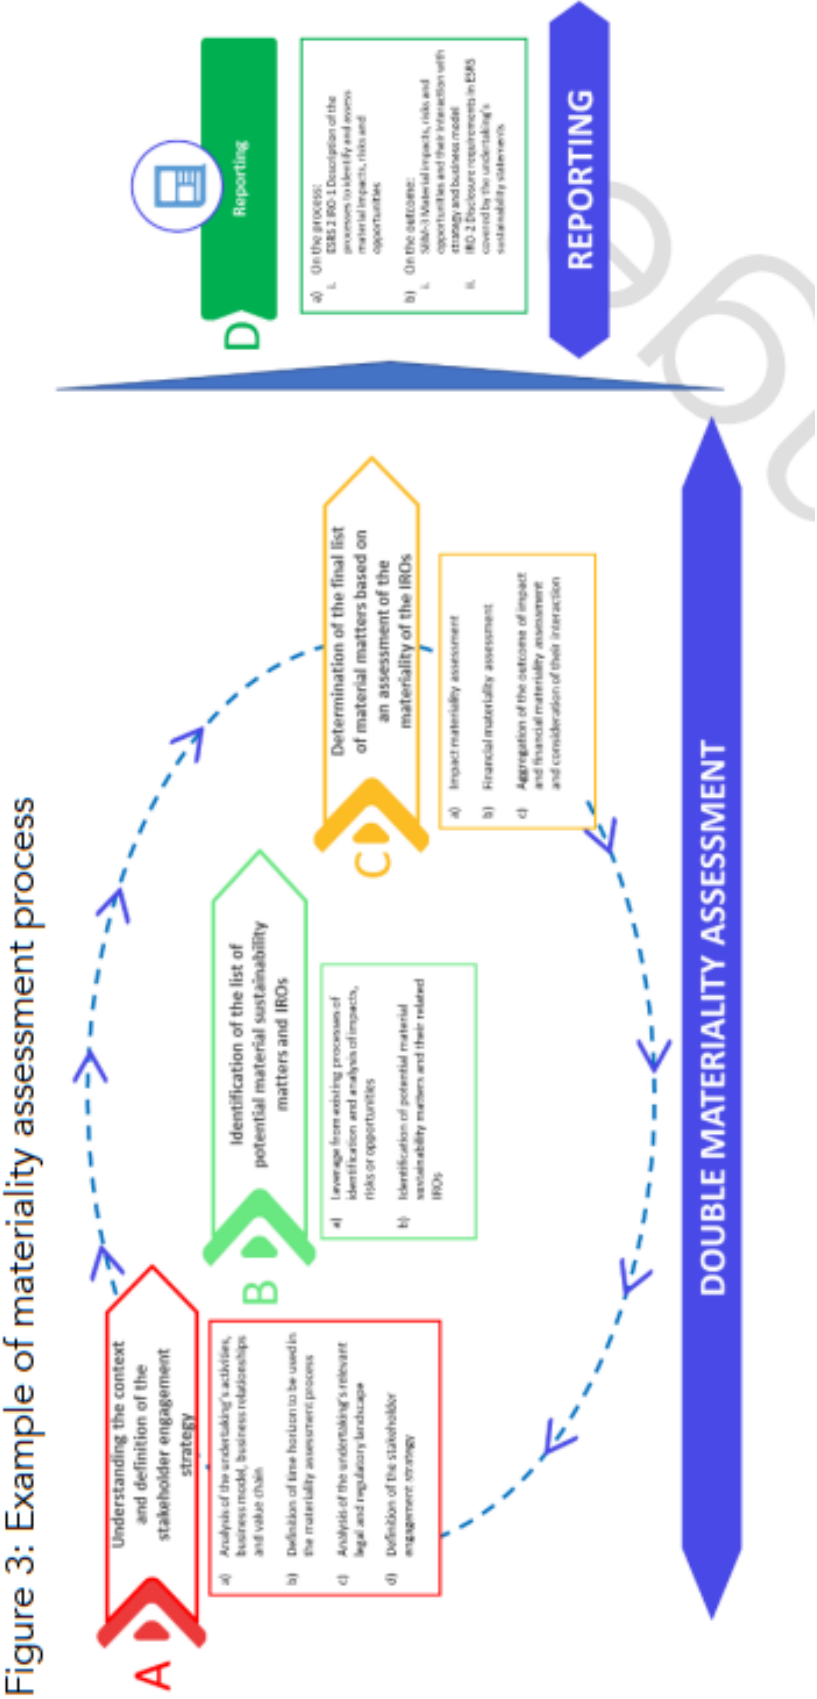 Figure 3: Example of materiality assessment process
A
Understanding the context
and definition of the
stakeholder engagement
strategy
a) Analysis of the undertaking's activities,
business model, business relationships
and value chain
b) Definition of time horizon to be used in
the materiality assessment process
c) Analysis of the undertaking's relevant
legal and regulatory landscape
d) Definition of the stakeholder
engagement strategy
B
Identification of the list of
potential material sustainability
matters and IROs
a) Leverage from existing processes of
identification and analysis of impacts,
risks or opportunities
b) Identification of potential material
sustainability matters and their related
IROs
C
Determination of the final list
of material matters based on
an assessment of the
materiality of the IROs
a) Impact materiality assessment
b) Financial materiality assessment
c) Aggregation of the outcome of impact
and financial materiality assessment
and consideration of their interaction
DOUBLE MATERIALITY ASSESSMENT
D
Reporting
a) On the process:
i. ESRS 2 IRO-1 Description of the
processes to identify and assess
material impacts, risks and
opportunities
b) On the outcome:
i. SBM-3 Material impacts, risks and
opportunities and their interaction with
strategy and business model
ii. IRO-2 Disclosure requirements in ESRS
covered by the undertaking's
sustainability statements
REPORTING